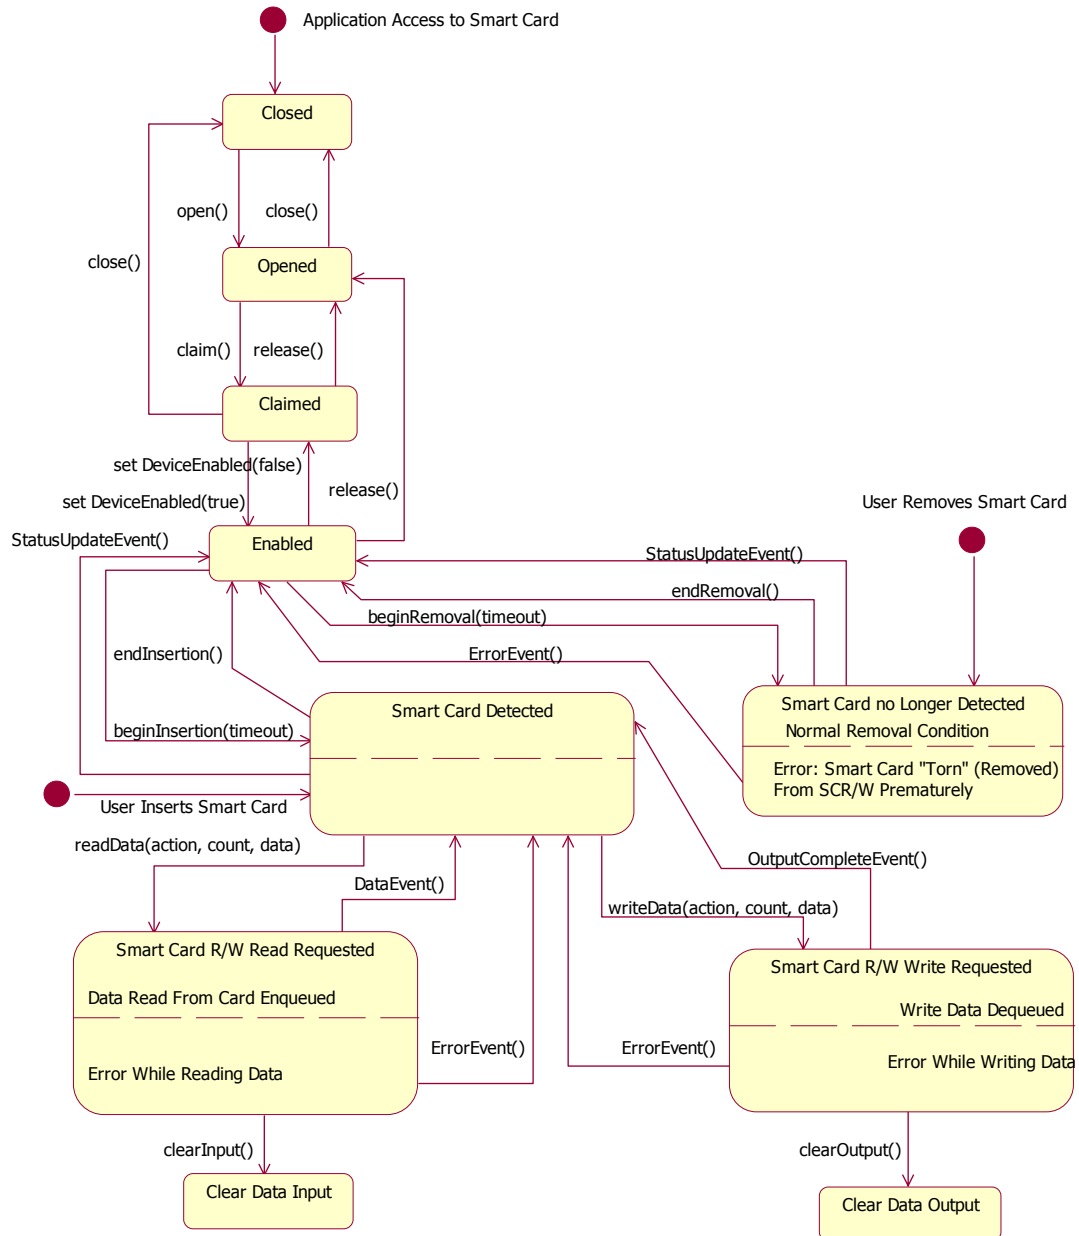 Application Access to Smart Card
Closed
open()
close()
close()
Opened
claim()
release()
Claimed
set DeviceEnabled(false)
release()
set DeviceEnabled(true)
User Removes Smart Card
StatusUpdateEvent()
Enabled
StatusUpdateEvent()
endRemoval()
beginRemoval(timeout)
endInsertion()
ErrorEvent()
Smart Card Detected
Smart Card no Longer Detected
Normal Removal Condition
beginInsertion(timeout)
Error: Smart Card "Torn" (Removed)
From SCR/W Prematurely
User Inserts Smart Card
readData(action, count, data)
OutputCompleteEvent()
DataEvent()
writeData(action, count, data)
Smart Card R/W Read Requested
Smart Card R/W Write Requested
Data Read From Card Enqueued
Write Data Dequeued
ErrorEvent()
ErrorEvent()
Error While Reading Data
Error While Writing Data
clearInput()
clearOutput()
Clear Data Input
Clear Data Output